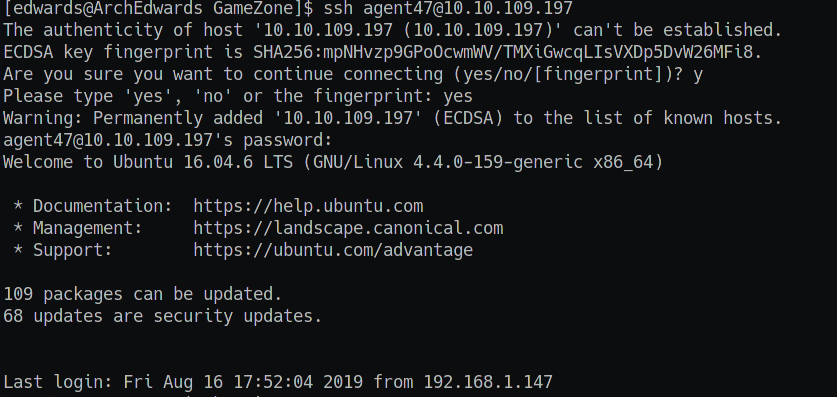 [edwards@ArchEdwards GameZone]$ ssh agent47@10.10.109.197
The authenticity of host '10.10.109.197 (10.10.109.197)' can't be established.
ECDSA key fingerprint is SHA256:mpNHvzp9GPoOcwmWV/TMXiGwcqLIsVXDp5DvW26MFi8.
Are you sure you want to continue connecting (yes/no/[fingerprint])? y
Please type 'yes', 'no' or the fingerprint: yes
Warning: Permanently added '10.10.109.197' (ECDSA) to the list of known hosts.
agent47@10.10.109.197's password:
Welcome to Ubuntu 16.04.6 LTS (GNU/Linux 4.4.0-159-generic x86_64)
* Documentation:  https://help.ubuntu.com
* Management:     https://landscape.canonical.com
* Support:        https://ubuntu.com/advantage
109 packages can be updated.
68 updates are security updates.
Last login: Fri Aug 16 17:52:04 2019 from 192.168.1.147